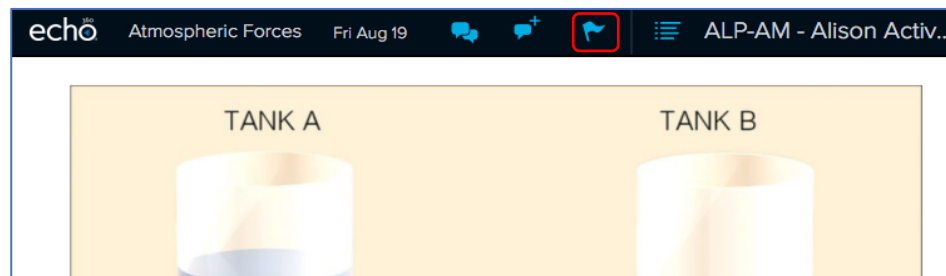 echo360 Atmospheric Forces Fri Aug 19 ALP-AM - Alison Activ..
TANK A TANK B